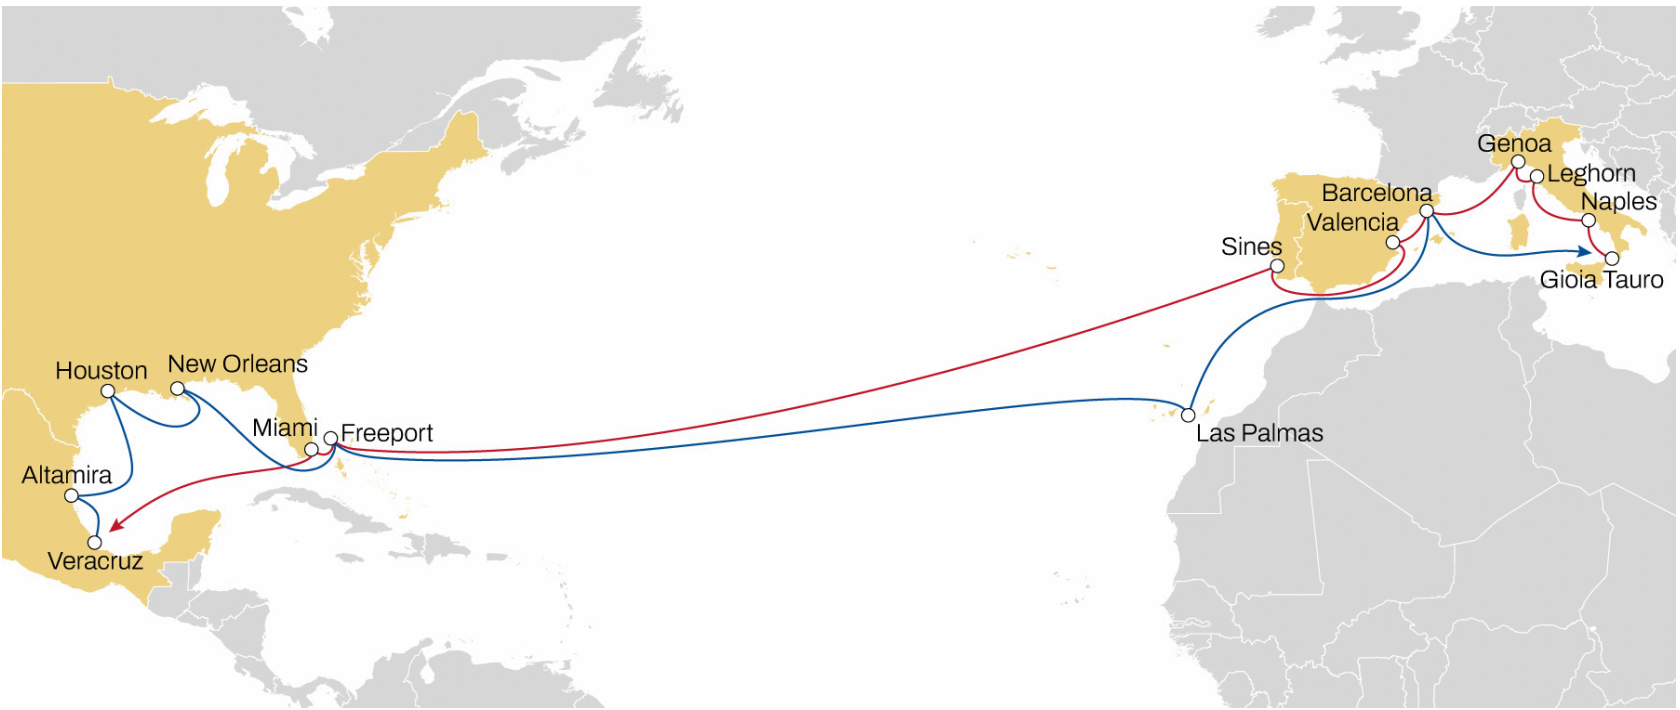 Genoa
Leghorn
Barcelona
Naples
Valencia
Sines
Gioia Tauro
New Orleans
Houston
Miami
Freeport
Las Palmas
Altamira
Veracruz